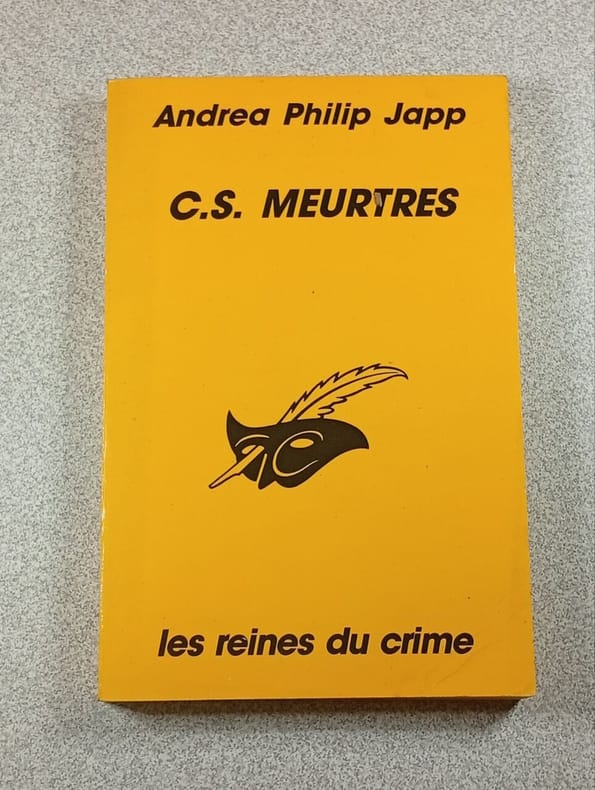 Andrea Philip Japp
C.S. MEURTRES
les reines du crime